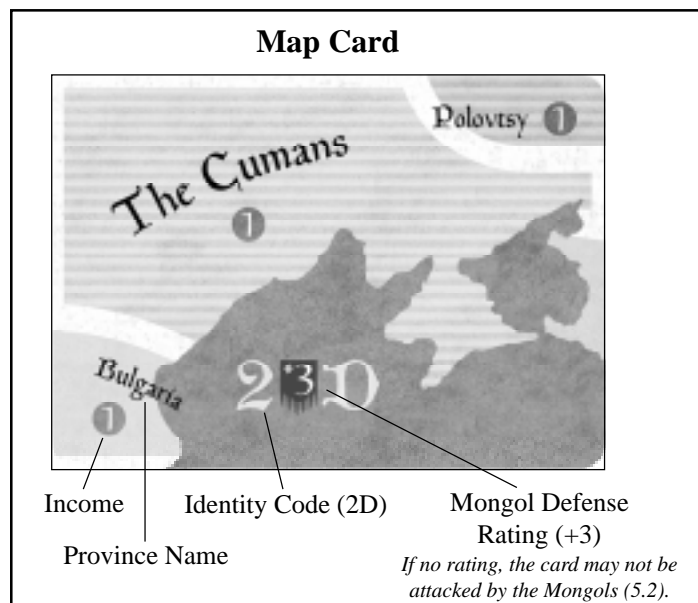 Map Card
Polovtsy 1
The Cumans
1
Bulgaria
1
2 +3 D
Income
Identity Code (2D)
Mongol Defense
Rating (+3)
Province Name
If no rating, the card may not be
attacked by the Mongols (5.2).